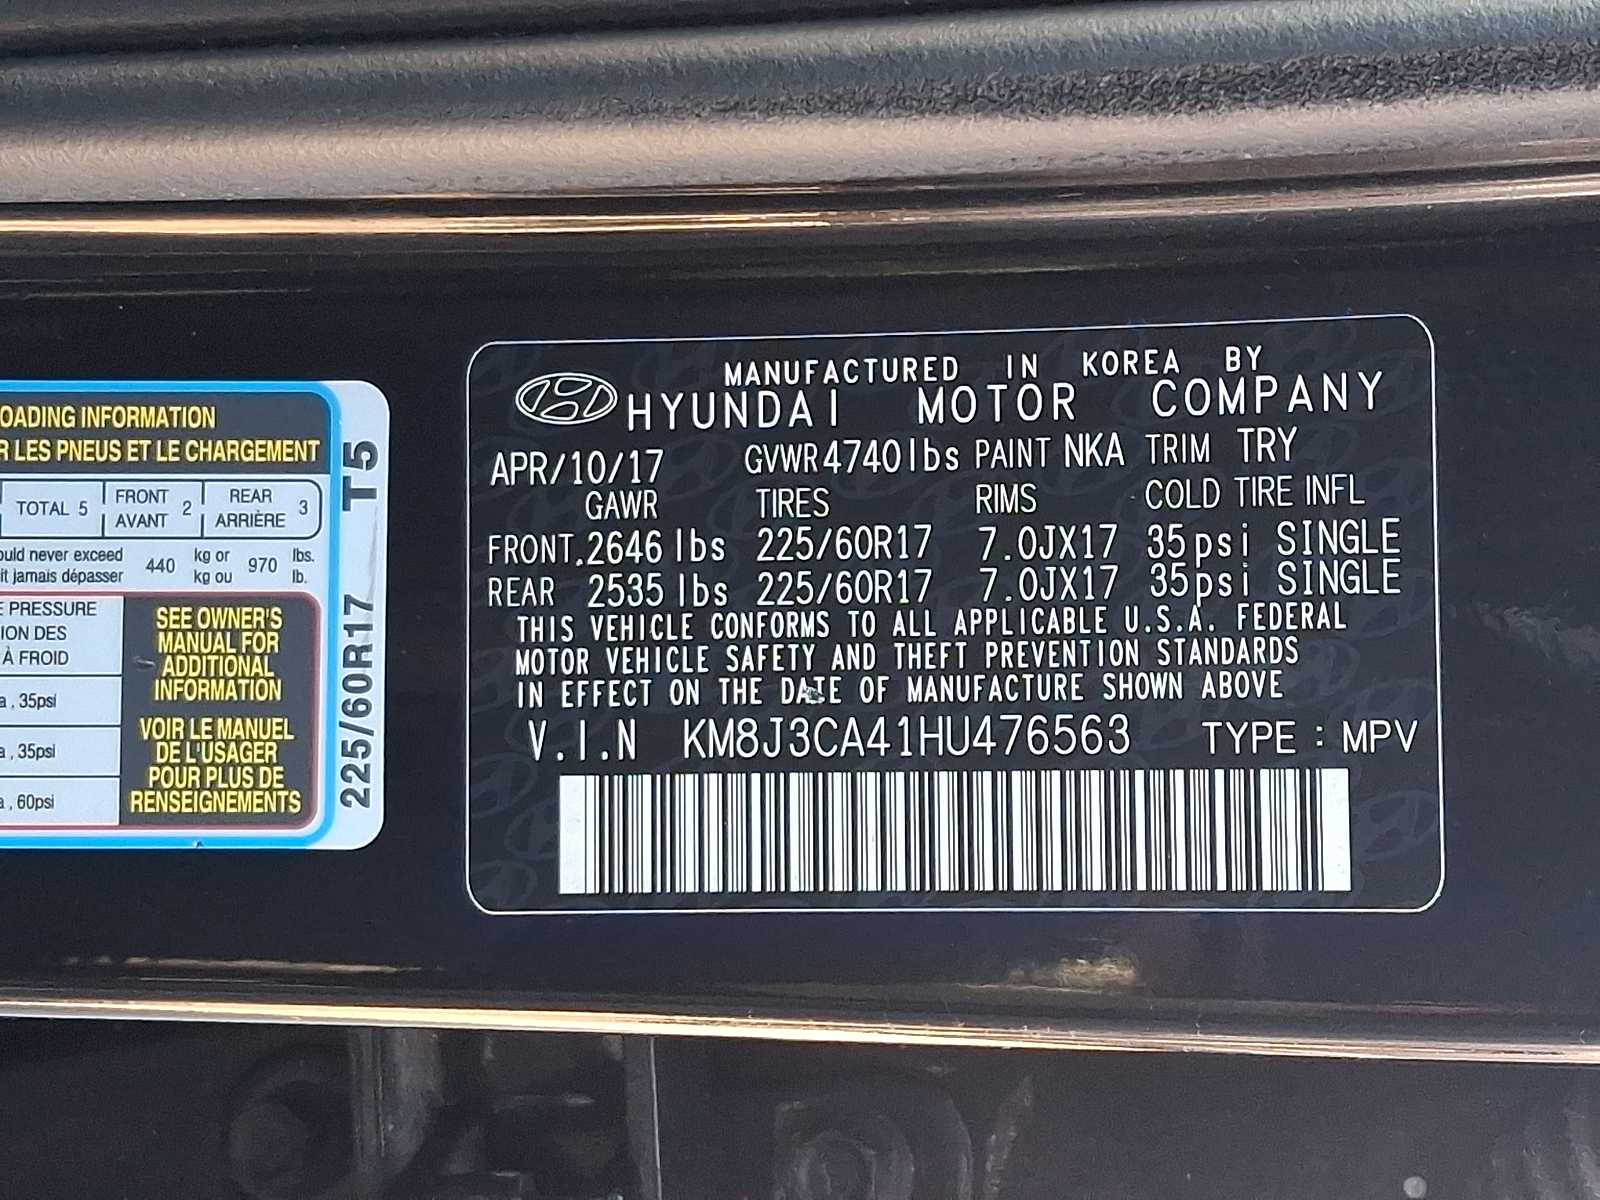 OADING INFORMATION
R LES PNEUS ET LE CHARGEMENT
TOTAL 5 FRONT AVANT 2 REAR ARRIÈRE 3
ould never exceed 440 kg or 970 lbs.
it jamais dépasser kg ou lb.
E PRESSURE
ION DES
À FROID
a , 35psi
a , 35psi
a , 60psi
SEE OWNER'S
MANUAL FOR
ADDITIONAL
INFORMATION
VOIR LE MANUEL
DE L'USAGER
POUR PLUS DE
RENSEIGNEMENTS
225/60R17 T5
MANUFACTURED IN KOREA BY
HYUNDAI MOTOR COMPANY
APR/10/17 GVWR 4740lbs PAINT NKA TRIM TRY
GAWR TIRES RIMS COLD TIRE INFL
FRONT. 2646 lbs 225/60R17 7.0JX17 35psi SINGLE
REAR 2535 lbs 225/60R17 7.0JX17 35psi SINGLE
THIS VEHICLE CONFORMS TO ALL APPLICABLE U.S.A. FEDERAL
MOTOR VEHICLE SAFETY AND THEFT PREVENTION STANDARDS
IN EFFECT ON THE DATE OF MANUFACTURE SHOWN ABOVE
V.I.N KM8J3CA41HU476563 TYPE : MPV